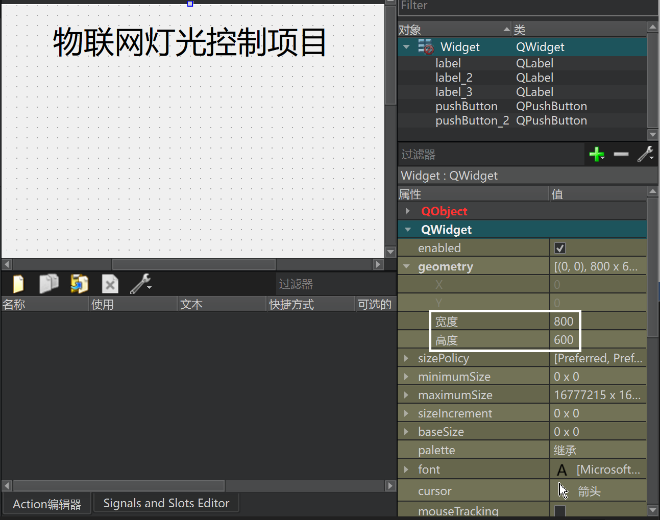 物联网灯光控制项目
Filter
对象 类
Widget QWidget
label QLabel
label_2 QLabel
label_3 QLabel
pushButton QPushButton
pushButton_2 QPushButton
过滤器
Widget : QWidget
属性 值
QObject
QWidget
enabled
geometry [(0, 0), 800 x 6...
X 0
Y 0
宽度 800
高度 600
sizePolicy [Preferred, Pref...
minimumSize 0 x 0
maximumSize 16777215 x 16...
sizeIncrement 0 x 0
baseSize 0 x 0
palette 继承
font A [Microsoft...
cursor 箭头
mouseTracking
过滤器
名称 使用 文本 快捷方式 可选的
Action编辑器 Signals and Slots Editor